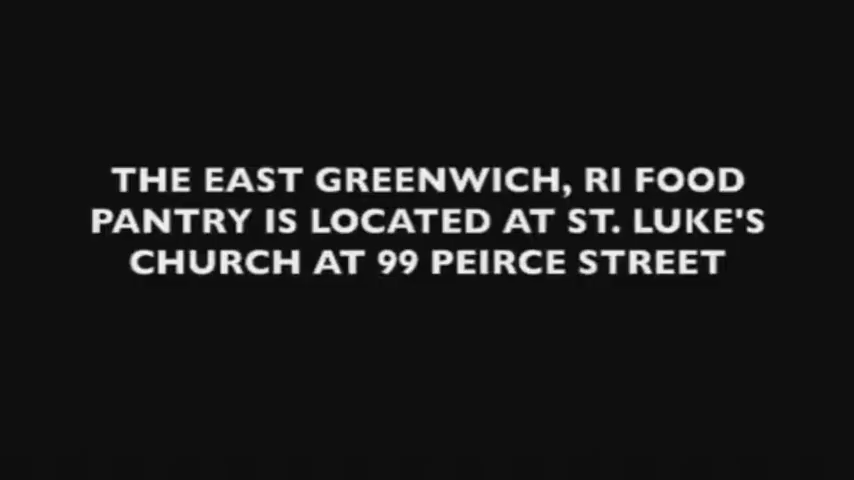 THE EAST GREENWICH, RI FOOD
PANTRY IS LOCATED AT ST. LUKE'S
CHURCH AT 99 PEIRCE STREET